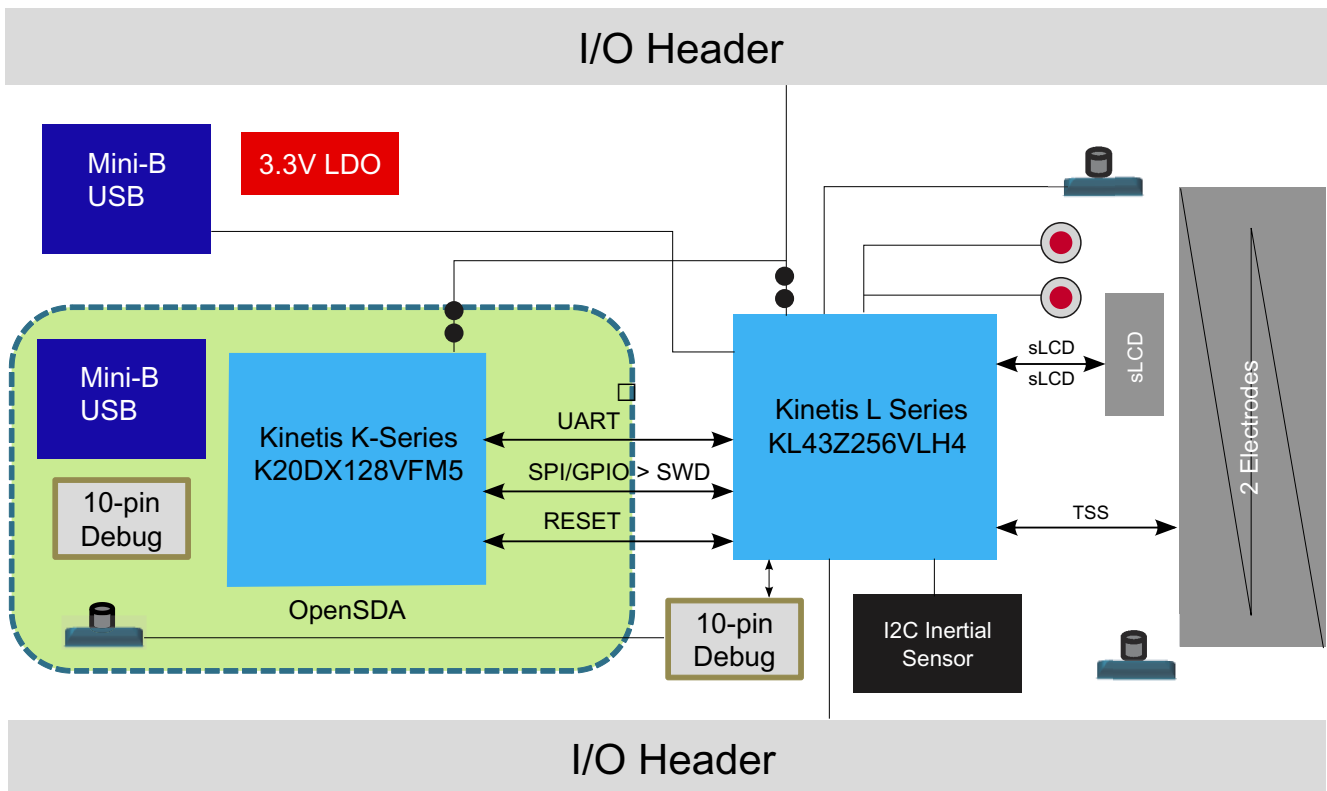 I/O Header
Mini-B
USB
3.3V LDO
sLCD
sLCD
sLCD
2 Electrodes
Mini-B
USB
Kinetis K-Series
K20DX128VFM5
UART
SPI/GPIO > SWD
RESET
Kinetis L Series
KL43Z256VLH4
10-pin
Debug
TSS
OpenSDA
10-pin
Debug
I2C Inertial
Sensor
I/O Header